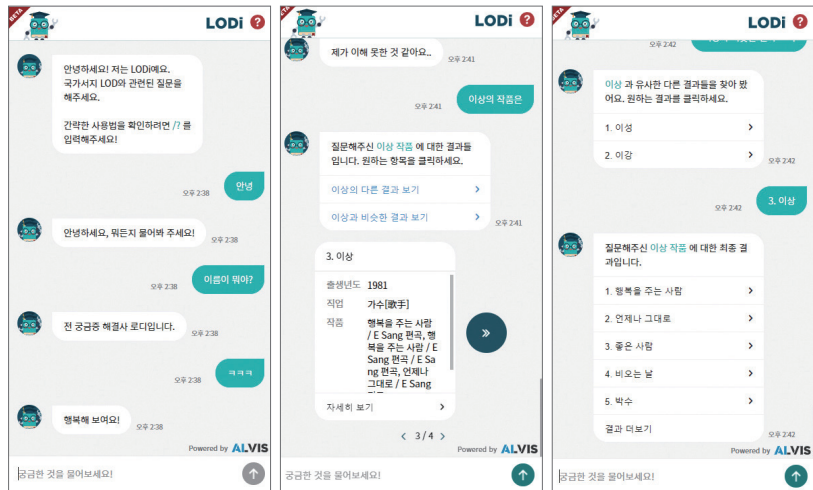 BETA
LODi ?
안녕하세요! 저는 LODi예요.
국가서지 LOD와 관련된 질문을
해주세요.
간략한 사용법을 확인하려면 /? 를
입력해주세요!
안녕
오후 2:38
안녕하세요, 뭐든지 물어봐 주세요!
오후 2:38
이름이 뭐야?
오후 2:38
전 궁금증 해결사 로디입니다.
오후 2:38
ㅋㅋㅋ
오후 2:38
행복해 보여요!
오후 2:38
Powered by ALVIS
궁금한 것을 물어보세요!
BETA
LODi ?
제가 이해 못한 것 같아요..
오후 2:41
이상의 작품은
오후 2:41
질문해주신 이상 작품 에 대한 결과들
입니다. 원하는 항목을 클릭하세요.
이상의 다른 결과 보기 >
이상과 비슷한 결과 보기 >
오후 2:41
3. 이상
출생년도 1981
직업 가수[歌手]
작품 행복을 주는 사람
/ E Sang 편곡, 행
복을 주는 사람 / E
Sang 편곡 / E Sa
ng 편곡, 언제나
그대로 / E Sang
자세히 보기 >
»
< 3 / 4 >
Powered by ALVIS
궁금한 것을 물어보세요!
BETA
LODi ?
오후 2:42
이상 과 유사한 다른 결과들을 찾아 봤
어요. 원하는 결과를 클릭하세요.
1. 이성 >
2. 이강 >
오후 2:42
3. 이상
오후 2:42
질문해주신 이상 작품 에 대한 최종 결
과입니다.
1. 행복을 주는 사람 >
2. 언제나 그대로 >
3. 좋은 사람 >
4. 비오는 날 >
5. 박수 >
결과 더보기
오후 2:42
Powered by ALVIS
궁금한 것을 물어보세요!